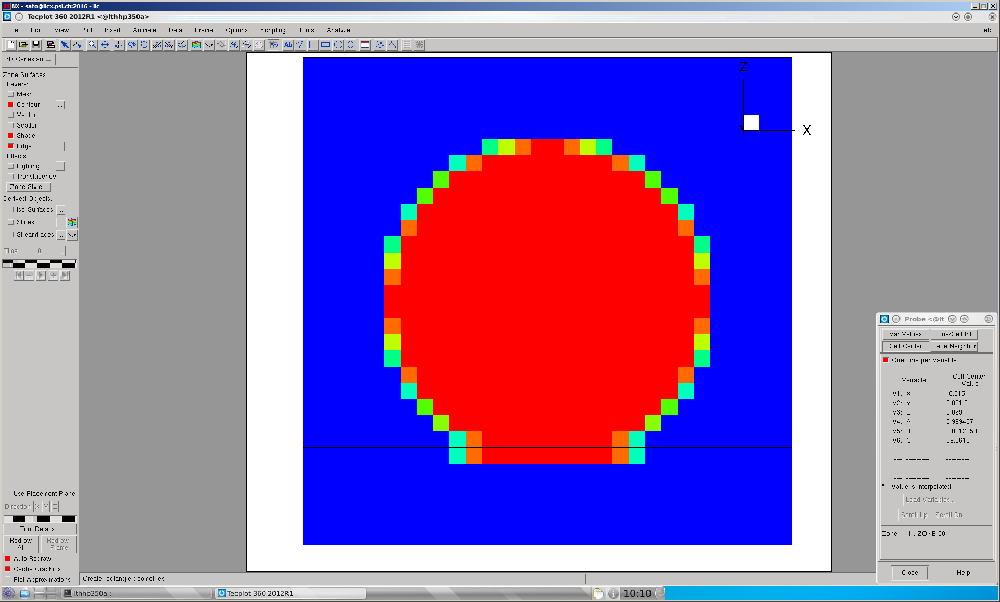 NX - sato@llcx.psi.ch:2016 - llc
Tecplot 360 2012R1 <@lthhp350a>
File Edit View Plot Insert Animate Data Frame Options Scripting Tools Analyze Help
Ab
3D Cartesian
Zone Surfaces
Layers:
Mesh
Contour ...
Vector
Scatter
Shade
Edge ...
Effects:
Lighting ...
Translucency
Zone Style...
Derived Objects:
Iso-Surfaces ...
Slices ...
Streamtraces ...
Time 0 ...
Use Placement Plane
Direction X Y Z
Tool Details...
Redraw All
Redraw Frame
Auto Redraw
Cache Graphics
Plot Approximations
Z
X
Probe <@lt
Var Values Zone/Cell Info
Cell Center Face Neighbor
One Line per Variable
Variable Cell Center Value
V1: X -0.015 *
V2: Y 0.001 *
V3: Z 0.029 *
V4: A 0.999407
V5: B 0.0012959
V6: C 39.5613
--- --------- ---------
--- --------- ---------
--- --------- ---------
--- --------- ---------
* - Value is Interpolated
Load Variables...
Scroll Up Scroll Dn
Zone 1 : ZONE 001
Close Help
Create rectangle geometries
lthhp350a :
Tecplot 360 2012R1
10:10